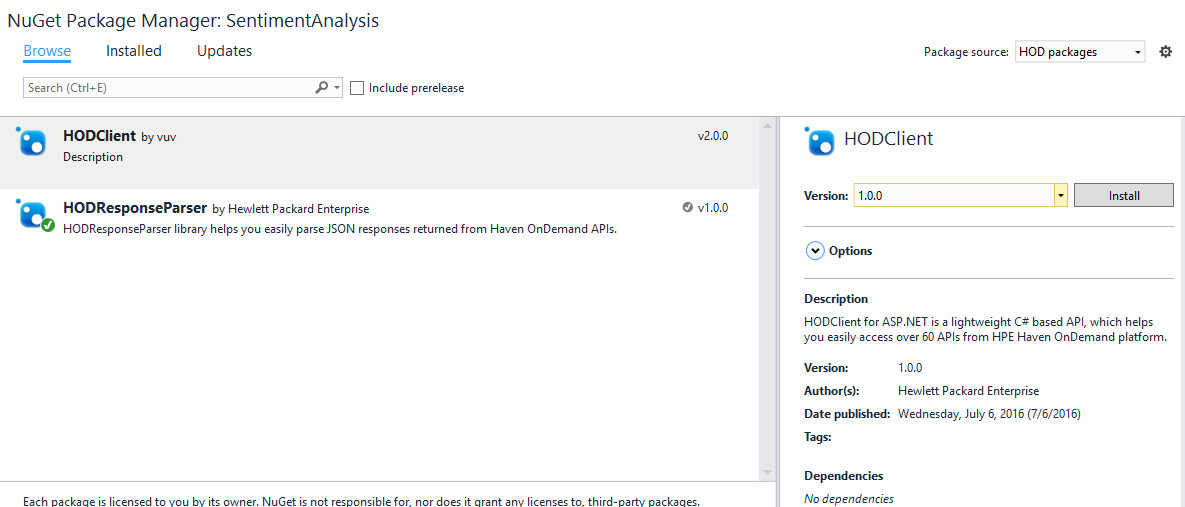 NuGet Package Manager: SentimentAnalysis
Browse Installed Updates
Package source: HOD packages
Search (Ctrl+E)
Include prerelease
HODClient by vuv
v2.0.0
Description
HODResponseParser by Hewlett Packard Enterprise
v1.0.0
HODResponseParser library helps you easily parse JSON responses returned from Haven OnDemand APIs.
Each package is licensed to you by its owner. NuGet is not responsible for, nor does it grant any licenses to, third-party packages.
HODClient
Version: 1.0.0 Install
Options
Description
HODClient for ASP.NET is a lightweight C# based API, which helps
you easily access over 60 APIs from HPE Haven OnDemand platform.
Version: 1.0.0
Author(s): Hewlett Packard Enterprise
Date published: Wednesday, July 6, 2016 (7/6/2016)
Tags:
Dependencies
No dependencies